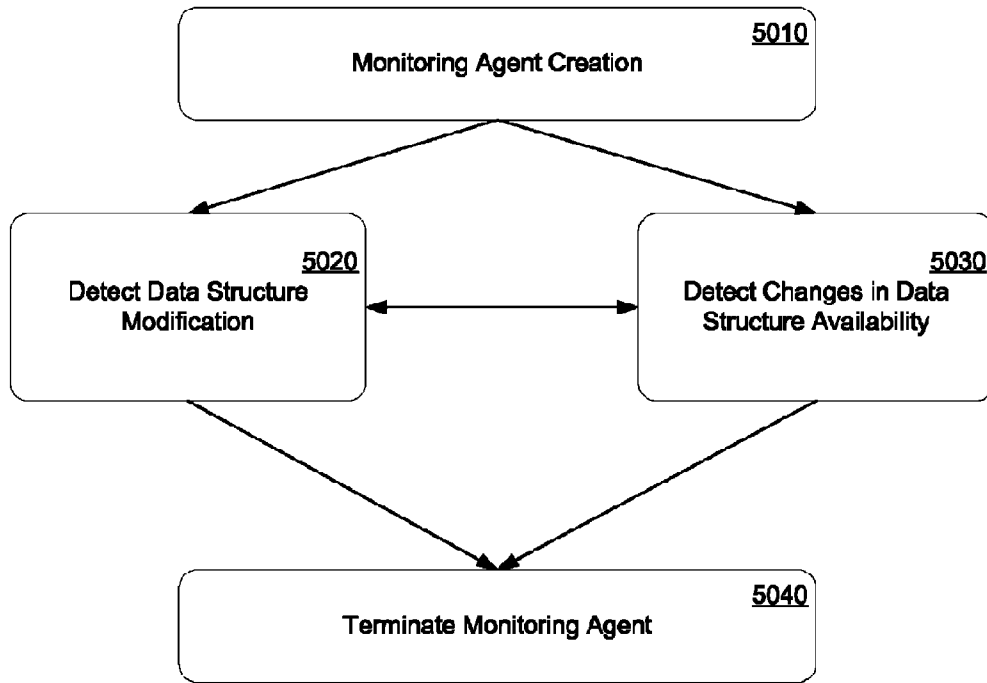 5010
Monitoring Agent Creation
5020
Detect Data Structure
Modification
5030
Detect Changes in Data
Structure Availability
5040
Terminate Monitoring Agent